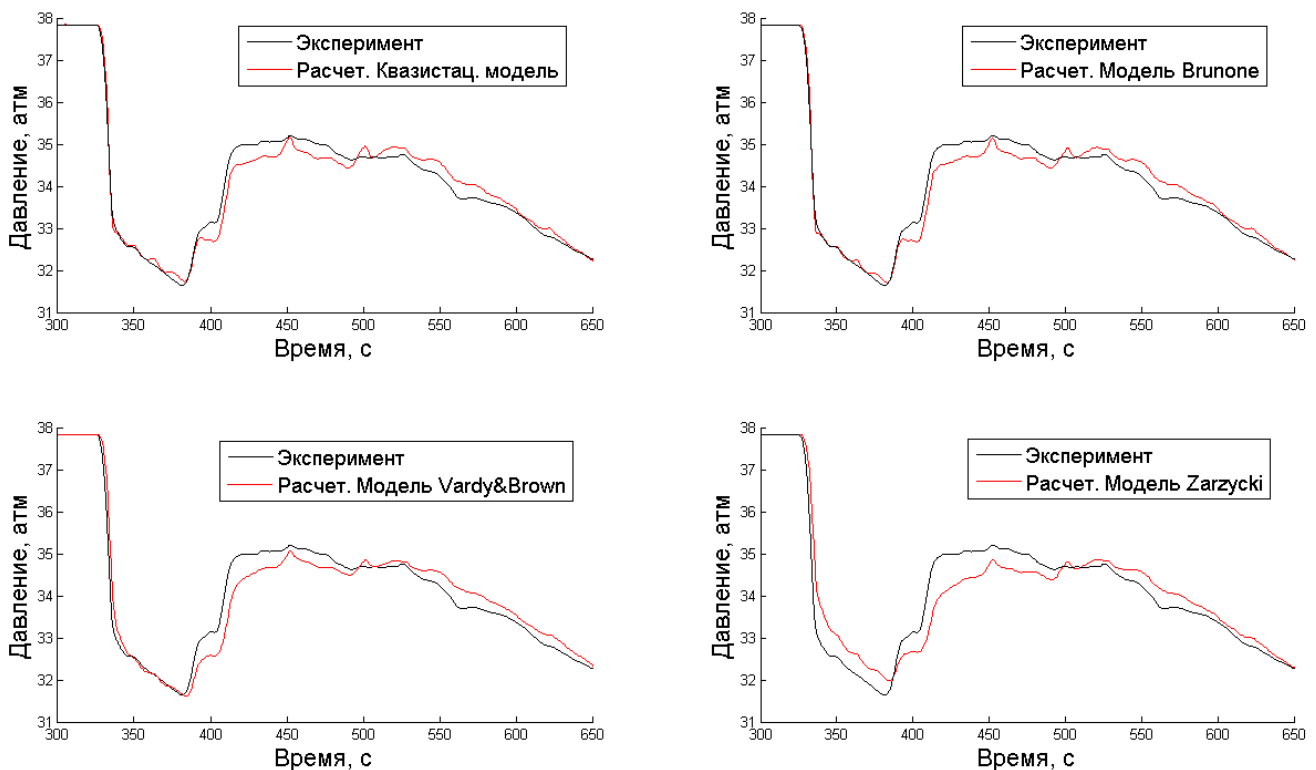 38
37
36
35
34
33
32
31
Давление, атм
Эксперимент
Расчет. Квазистац. модель
300 350 400 450 500 550 600 650
Время, с
38
37
36
35
34
33
32
31
Давление, атм
Эксперимент
Расчет. Модель Brunone
300 350 400 450 500 550 600 650
Время, с
38
37
36
35
34
33
32
31
Давление, атм
Эксперимент
Расчет. Модель Vardy&Brown
300 350 400 450 500 550 600 650
Время, с
38
37
36
35
34
33
32
31
Давление, атм
Эксперимент
Расчет. Модель Zarzycki
300 350 400 450 500 550 600 650
Время, с